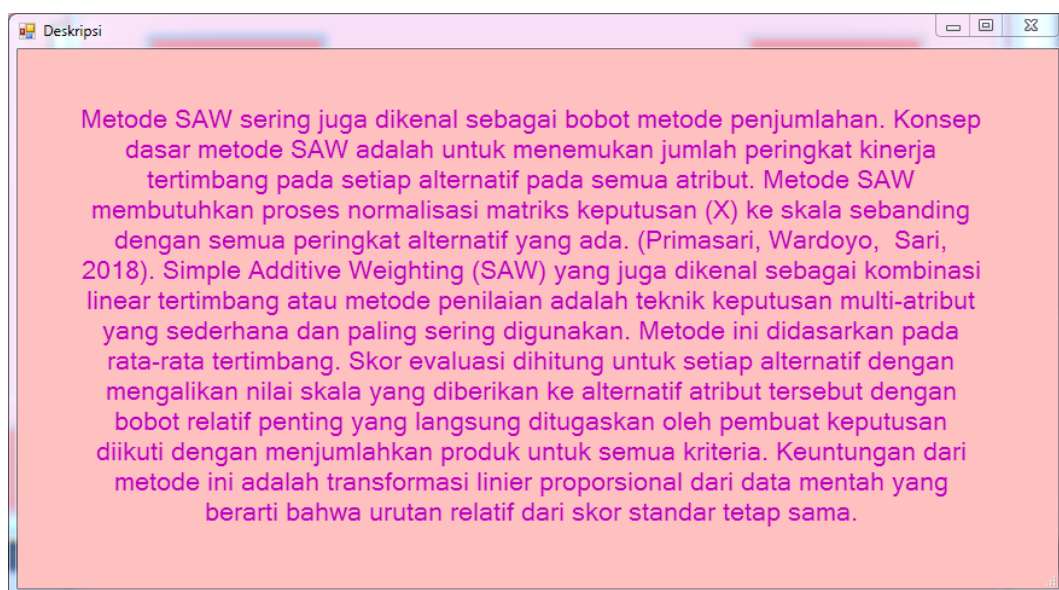 Deskripsi
Metode SAW sering juga dikenal sebagai bobot metode penjumlahan. Konsep
dasar metode SAW adalah untuk menemukan jumlah peringkat kinerja
tertimbang pada setiap alternatif pada semua atribut. Metode SAW
membutuhkan proses normalisasi matriks keputusan (X) ke skala sebanding
dengan semua peringkat alternatif yang ada. (Primasari, Wardoyo,  Sari,
2018). Simple Additive Weighting (SAW) yang juga dikenal sebagai kombinasi
linear tertimbang atau metode penilaian adalah teknik keputusan multi-atribut
yang sederhana dan paling sering digunakan. Metode ini didasarkan pada
rata-rata tertimbang. Skor evaluasi dihitung untuk setiap alternatif dengan
mengalikan nilai skala yang diberikan ke alternatif atribut tersebut dengan
bobot relatif penting yang langsung ditugaskan oleh pembuat keputusan
diikuti dengan menjumlahkan produk untuk semua kriteria. Keuntungan dari
metode ini adalah transformasi linier proporsional dari data mentah yang
berarti bahwa urutan relatif dari skor standar tetap sama.